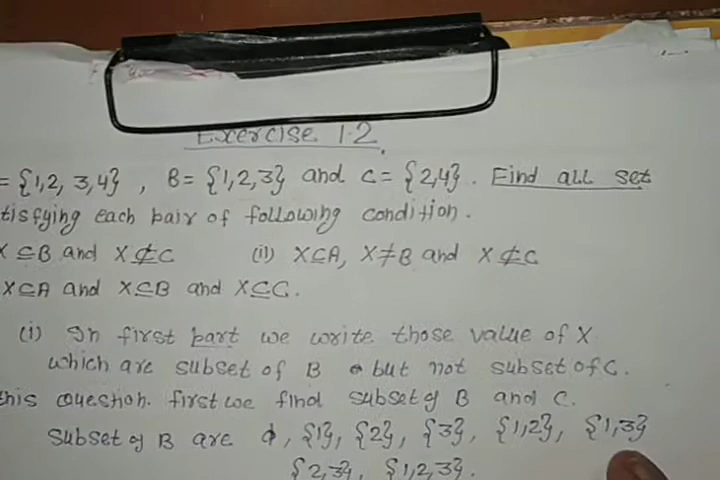 Exercise 1.2
= {1,2, 3,4} , B= {1,2,3} and C= {2,4}. Find all set
tisfying each pair of following condition.
X ⊆B and X ⊄C (ii) X⊆A, X≠B and X ⊄C
X⊆A and X⊆B and X⊆C.
(i) In first part we write those value of X
which are subset of B but not subset of C.
this question. first we find subset of B and C.
subset of B are ϕ, {1}, {2}, {3}, {1,2}, {1,3}
{2,3}, {1,2,3}.